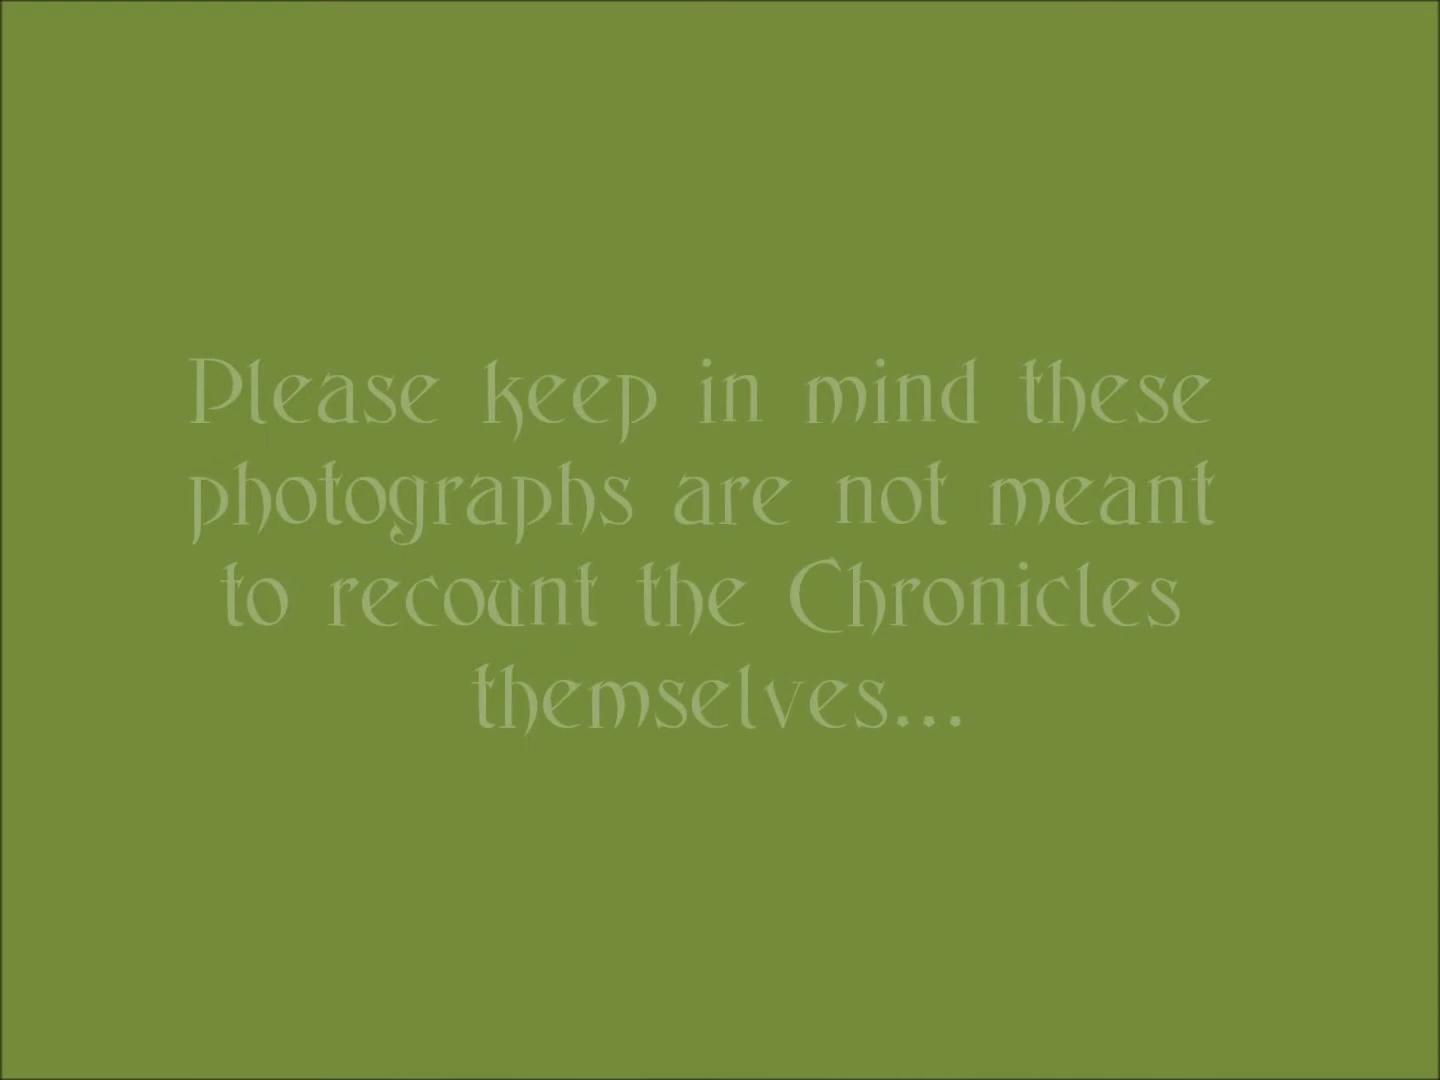 Please keep in mind these
photographs are not meant
to recount the Chronicles
themselves...